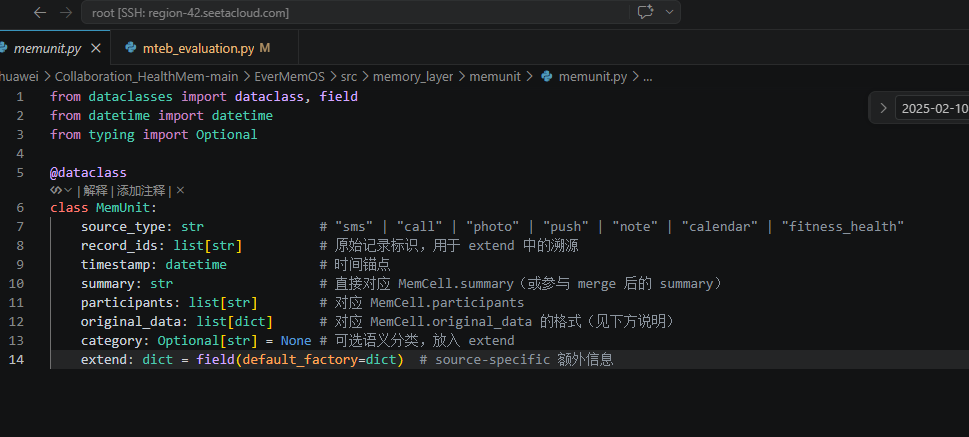 root [SSH: region-42.seetacloud.com]
memunit.py
mteb_evaluation.py M
huawei > Collaboration_HealthMem-main > EverMemOS > src > memory_layer > memunit > memunit.py > ...
2025-02-10
1 from dataclasses import dataclass, field
2 from datetime import datetime
3 from typing import Optional
4
5 @dataclass
解释 | 添加注释 | ×
6 class MemUnit:
7 source_type: str # "sms" | "call" | "photo" | "push" | "note" | "calendar" | "fitness_health"
8 record_ids: list[str] # 原始记录标识，用于 extend 中的溯源
9 timestamp: datetime # 时间锚点
10 summary: str # 直接对应 MemCell.summary（或参与 merge 后的 summary）
11 participants: list[str] # 对应 MemCell.participants
12 original_data: list[dict] # 对应 MemCell.original_data 的格式（见下方说明）
13 category: Optional[str] = None # 可选语义分类，放入 extend
14 extend: dict = field(default_factory=dict) # source-specific 额外信息